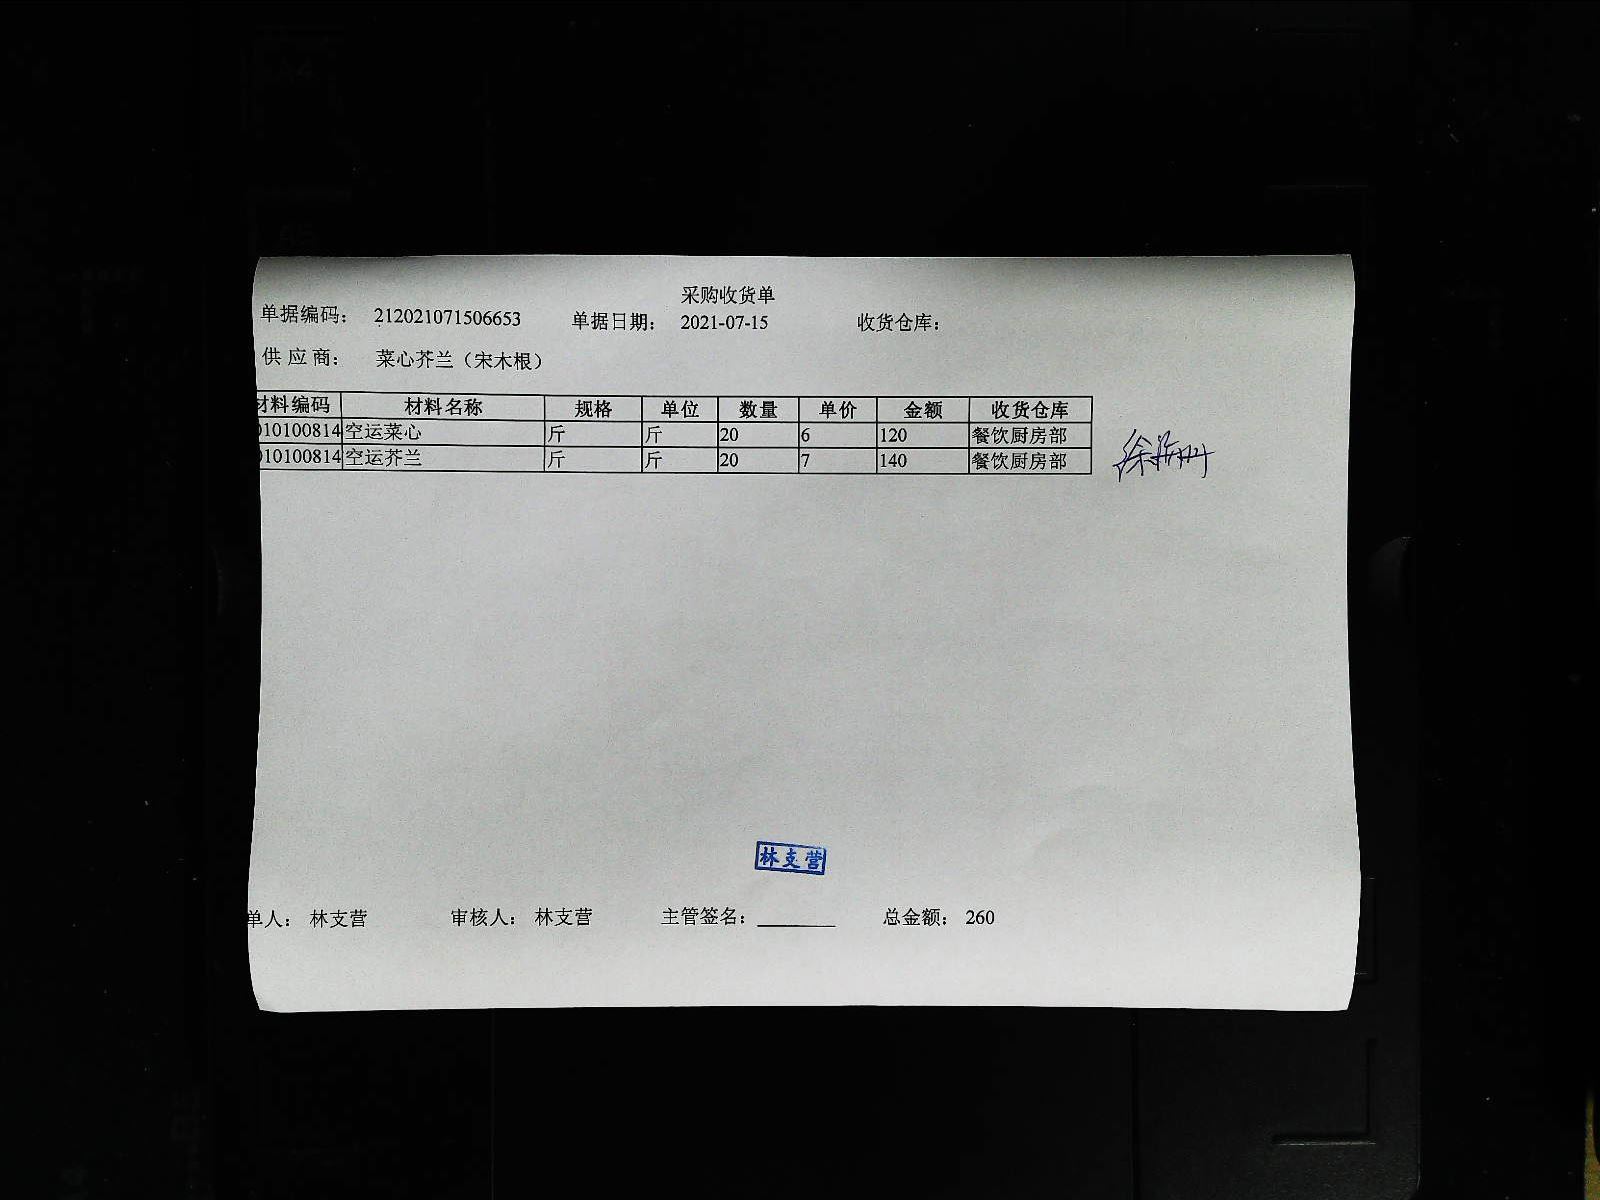 采购收货单
单据编码： 212021071506653 单据日期： 2021-07-15 收货仓库：
供应商： 菜心芥兰（宋木根）
材料编码 材料名称 规格 单位 数量 单价 金额 收货仓库
010100814 空运菜心 斤 斤 20 6 120 餐饮厨房部
010100814 空运芥兰 斤 斤 20 7 140 餐饮厨房部
林支营
单人： 林支营 审核人： 林支营 主管签名： 总金额： 260